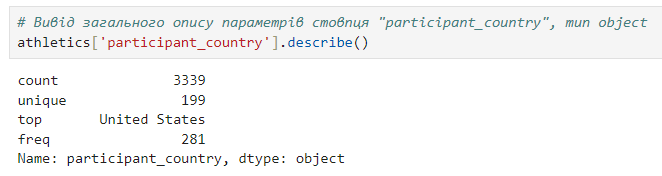 # Вивід загального опису параметрів стовпця "participant_country", тип object
athletics['participant_country'].describe()
count 3339
unique 199
top United States
freq 281
Name: participant_country, dtype: object